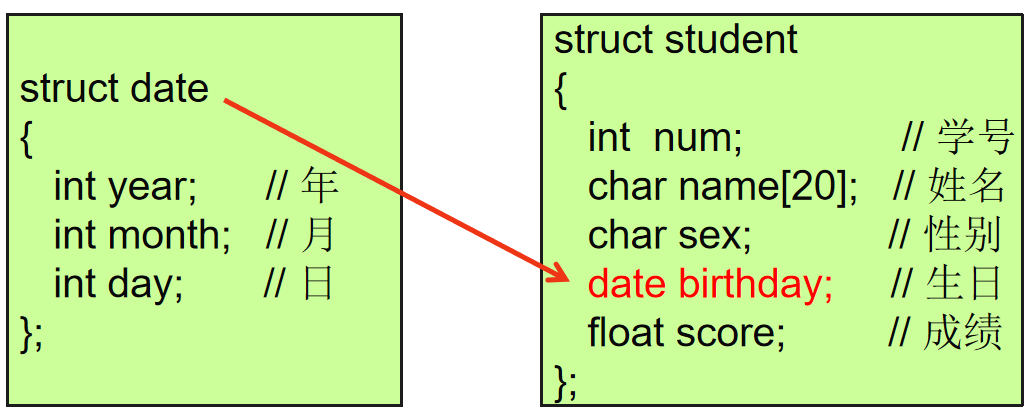 struct date
{
int year; // 年
int month; // 月
int day; // 日
};
struct student
{
int num; // 学号
char name[20]; // 姓名
char sex; // 性别
date birthday; // 生日
float score; // 成绩
};